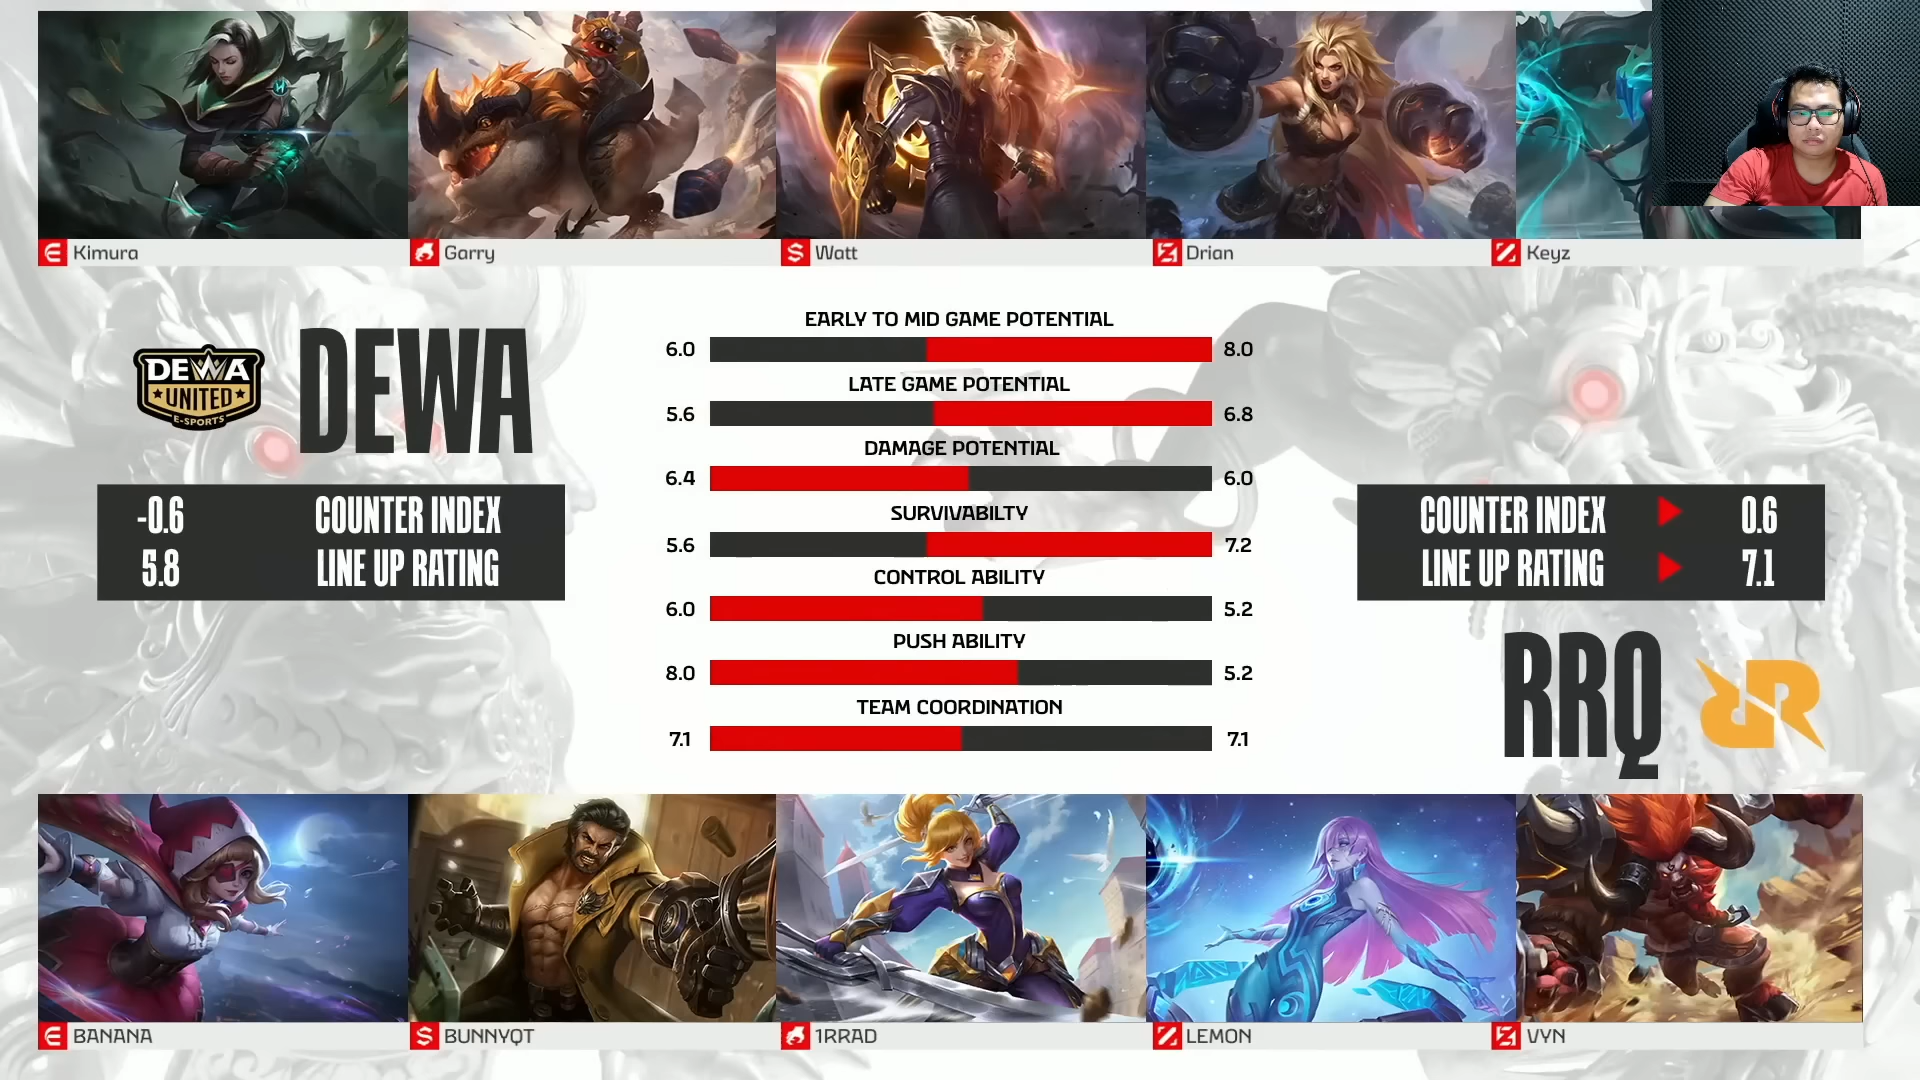 Kimura
Garry
Watt
Drian
Keyz
DEWA
UNITED
E-SPORTS
DEWA
-0.6 COUNTER INDEX
5.8 LINE UP RATING
EARLY TO MID GAME POTENTIAL
6.0 8.0
LATE GAME POTENTIAL
5.6 6.8
DAMAGE POTENTIAL
6.4 6.0
SURVIVABILTY
5.6 7.2
CONTROL ABILITY
6.0 5.2
PUSH ABILITY
8.0 5.2
TEAM COORDINATION
7.1 7.1
COUNTER INDEX 0.6
LINE UP RATING 7.1
RRQ
BANANA
BUNNYQT
1RRAD
LEMON
VYN